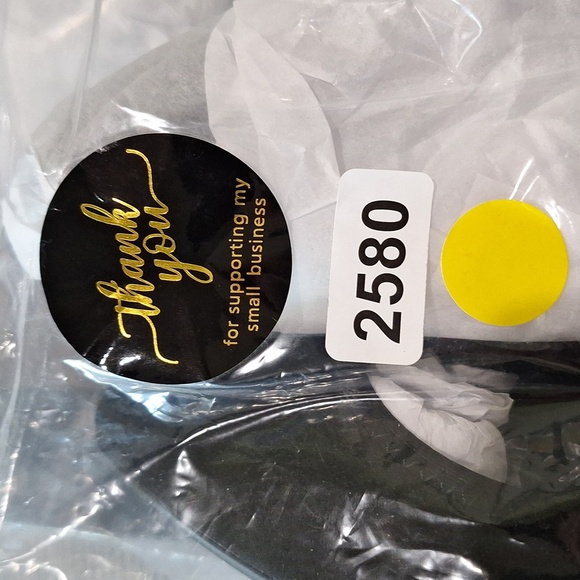 thank
you
for supporting my
small business
2580